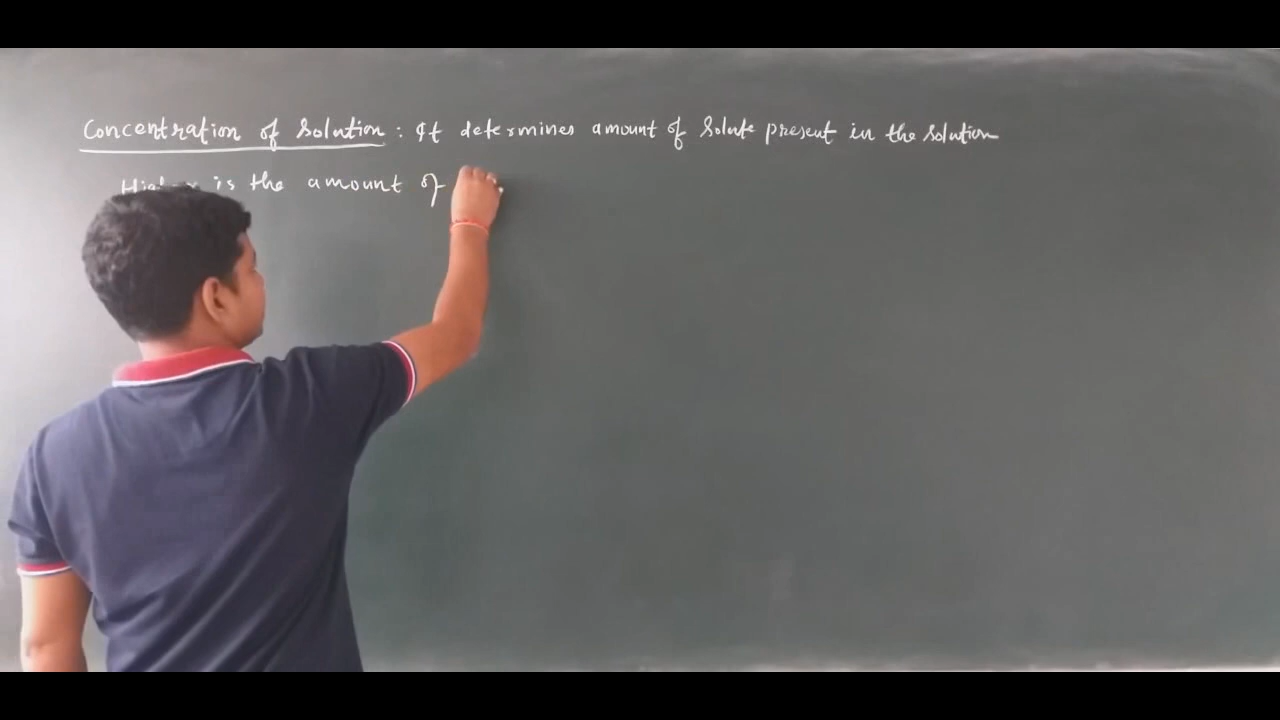 Concentration of Solution : It determines amount of Solute present in the solution
is the amount of